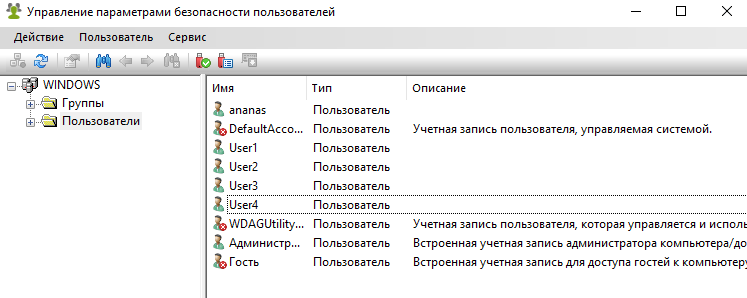 Управление параметрами безопасности пользователей
Действие Пользователь Сервис
WINDOWS
Группы
Пользователи
Имя Тип Описание
ananas Пользователь
DefaultAcco... Пользователь Учетная запись пользователя, управляемая системой.
User1 Пользователь
User2 Пользователь
User3 Пользователь
User4 Пользователь
WDAGUtility... Пользователь Учетная запись пользователя, которая управляется и исполь
Администр... Пользователь Встроенная учетная запись администратора компьютера/до
Гость Пользователь Встроенная учетная запись для доступа гостей к компьютеру